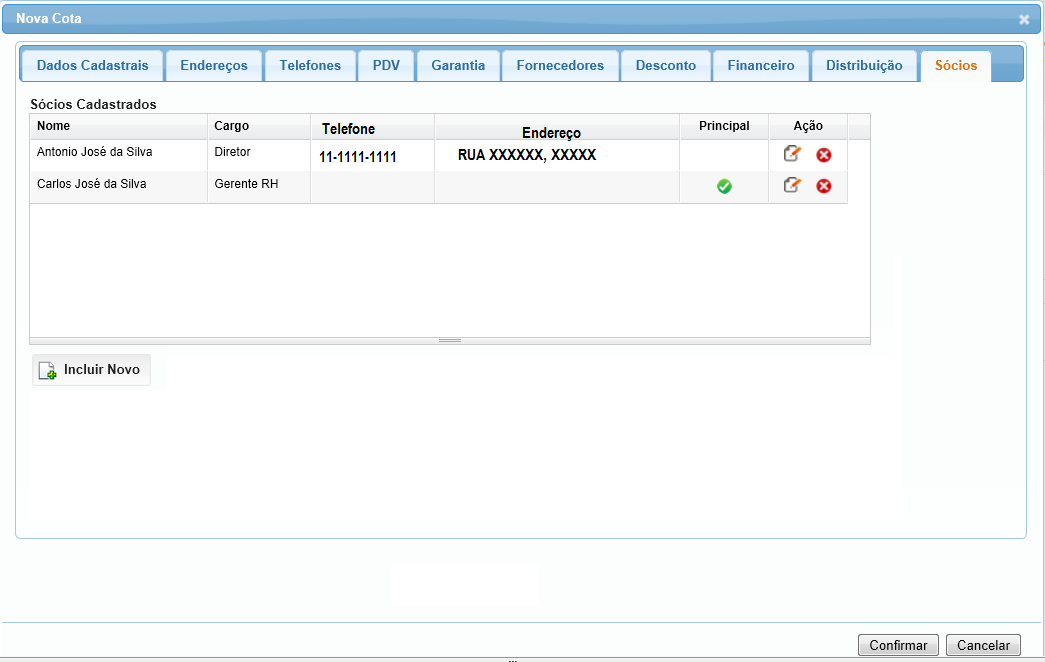 Nova Cota
Dados Cadastrais Endereços Telefones PDV Garantia Fornecedores Desconto Financeiro Distribuição Sócios
Sócios Cadastrados
Nome Cargo Telefone Endereço Principal Ação
Antonio José da Silva Diretor 11-1111-1111 RUA XXXXXX, XXXXX
Carlos José da Silva Gerente RH
Incluir Novo
Confirmar Cancelar